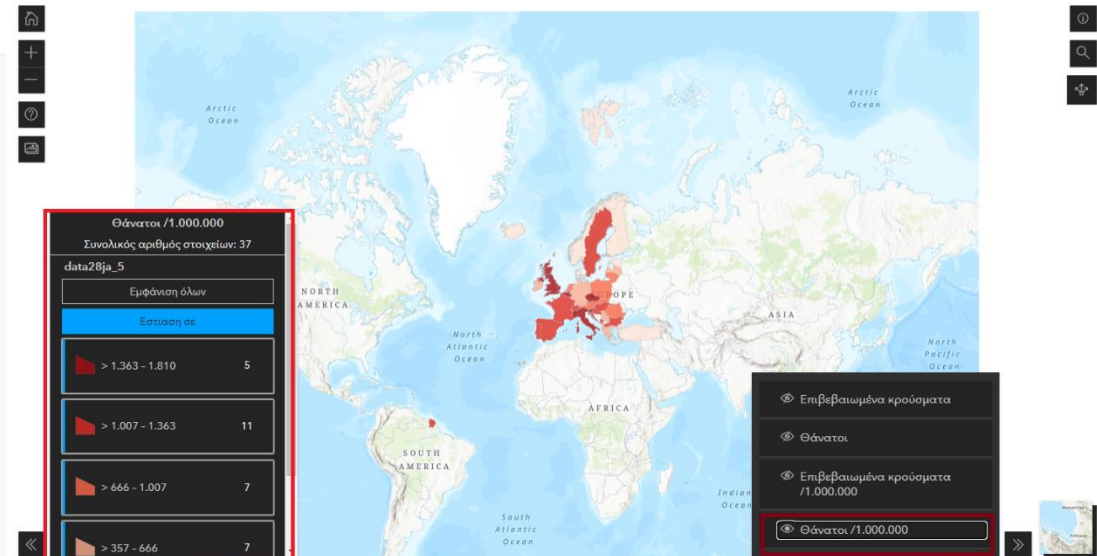 Arctic
Ocean
Arctic
Ocean
Θάνατοι /1.000.000
Συνολικός αριθμός στοιχείων: 37
data28ja_5
Εμφάνιση όλων
Εστίαση σε
> 1.363 - 1.810 5
> 1.007 - 1.363 11
> 666 - 1.007 7
> 357 - 666 7
NORTH
AMERICA
OPE
ASIA
North
Atlantic
Ocean
North
Pacific
Ocean
AFRICA
SOUTH
AMERICA
Indian
Ocean
South
Atlantic
Ocean
Επιβεβαιωμένα κρούσματα
Θάνατοι
Επιβεβαιωμένα κρούσματα
/1.000.000
Θάνατοι /1.000.000